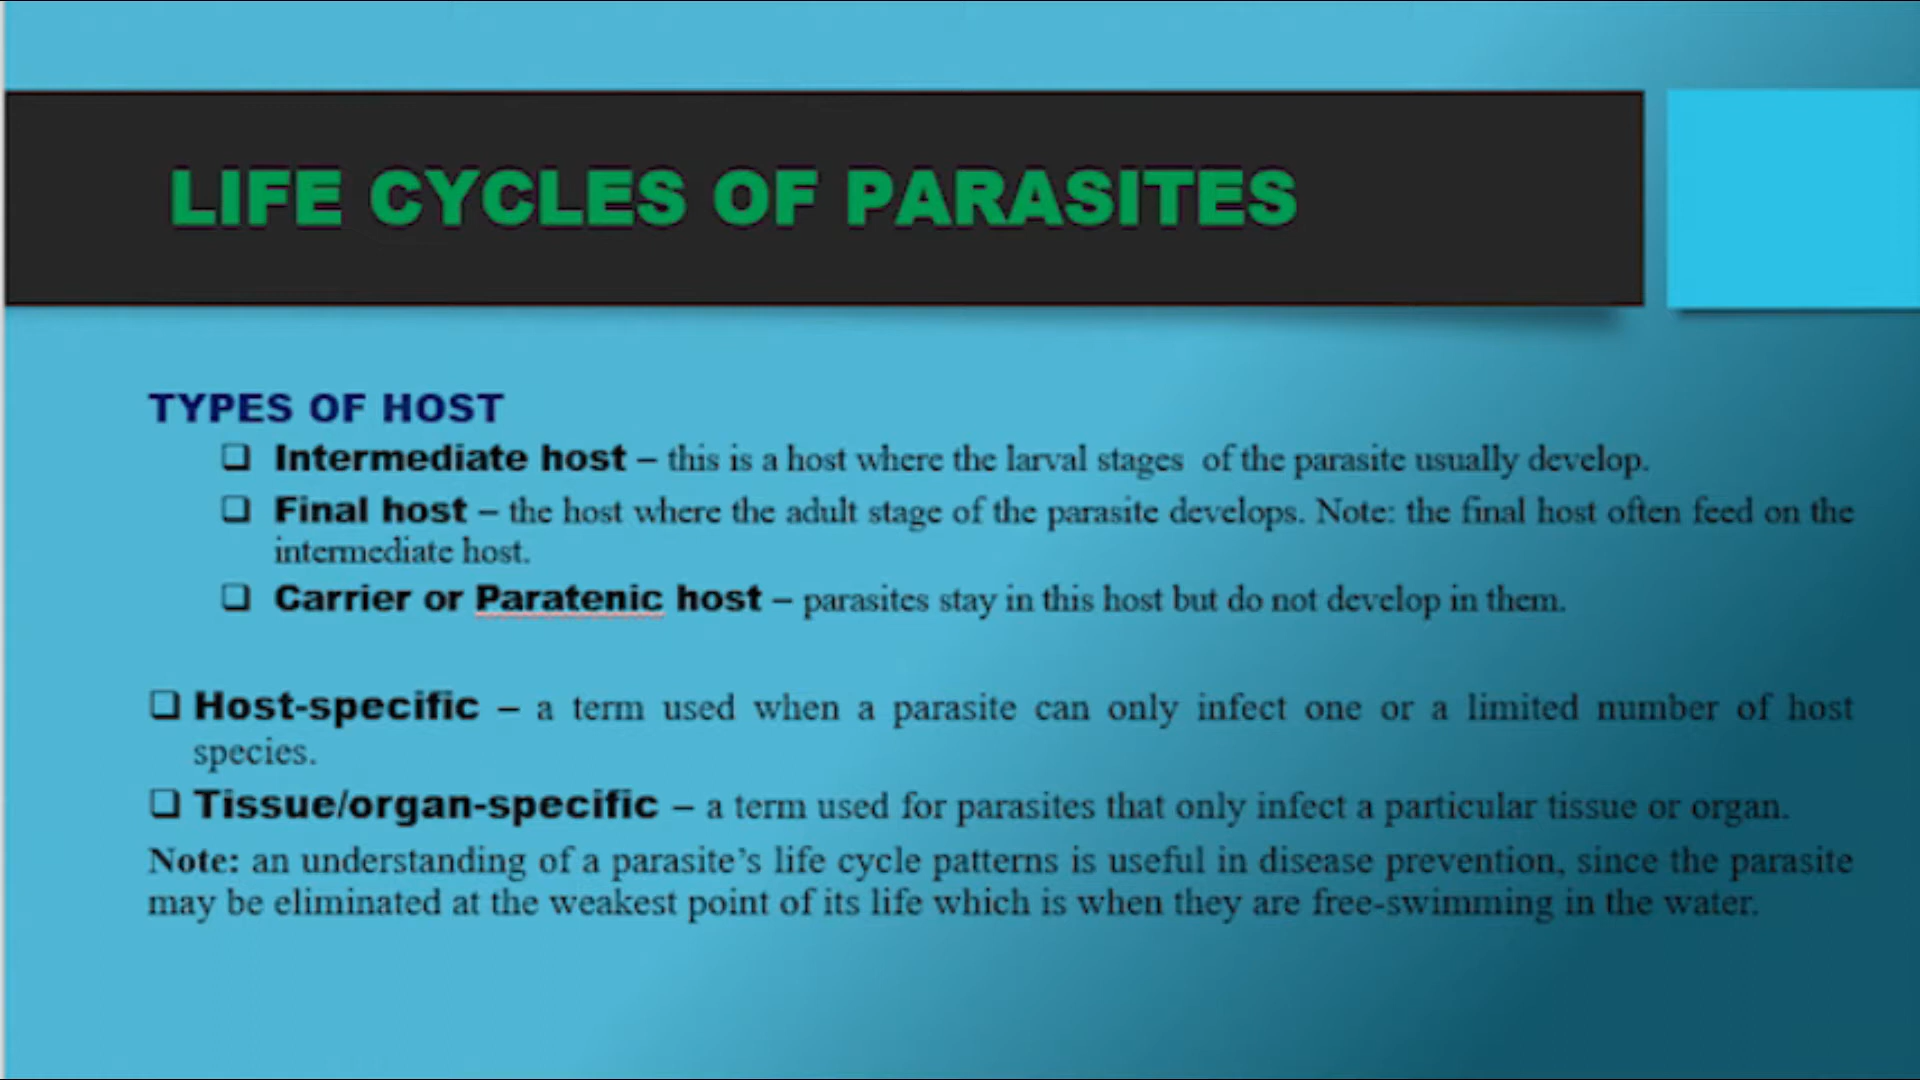 LIFE CYCLES OF PARASITES
TYPES OF HOST
❑ Intermediate host – this is a host where the larval stages of the parasite usually develop.
❑ Final host – the host where the adult stage of the parasite develops. Note: the final host often feed on the
intermediate host.
❑ Carrier or Paratenic host – parasites stay in this host but do not develop in them.
❑ Host-specific – a term used when a parasite can only infect one or a limited number of host
species.
❑ Tissue/organ-specific – a term used for parasites that only infect a particular tissue or organ.
Note: an understanding of a parasite’s life cycle patterns is useful in disease prevention, since the parasite
may be eliminated at the weakest point of its life which is when they are free-swimming in the water.